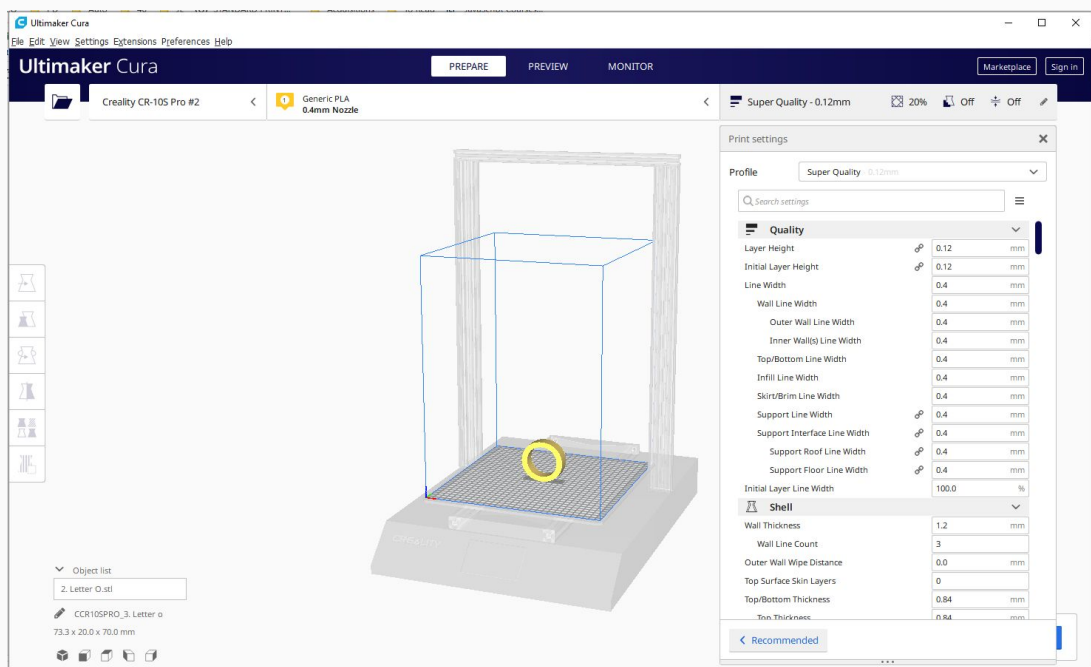 Ultimaker Cura
File Edit View Settings Extensions Preferences Help
Ultimaker Cura
PREPARE
PREVIEW
MONITOR
Marketplace
Sign in
Creality CR-10S Pro #2
1
Generic PLA
0.4mm Nozzle
Super Quality - 0.12mm
20%
Off
Off
Print settings
Profile
Super Quality - 0.12mm
Search settings
Quality
Layer Height 0.12 mm
Initial Layer Height 0.12 mm
Line Width 0.4 mm
Wall Line Width 0.4 mm
Outer Wall Line Width 0.4 mm
Inner Wall(s) Line Width 0.4 mm
Top/Bottom Line Width 0.4 mm
Infill Line Width 0.4 mm
Skirt/Brim Line Width 0.4 mm
Support Line Width 0.4 mm
Support Interface Line Width 0.4 mm
Support Roof Line Width 0.4 mm
Support Floor Line Width 0.4 mm
Initial Layer Line Width 100.0 %
Shell
Wall Thickness 1.2 mm
Wall Line Count 3
Outer Wall Wipe Distance 0.0 mm
Top Surface Skin Layers 0
Top/Bottom Thickness 0.84 mm
Top Thickness 0.84 mm
Recommended
CREALITY
Object list
2. Letter O.stl
CCR10SPRO_3. Letter o
73.3 x 20.0 x 70.0 mm